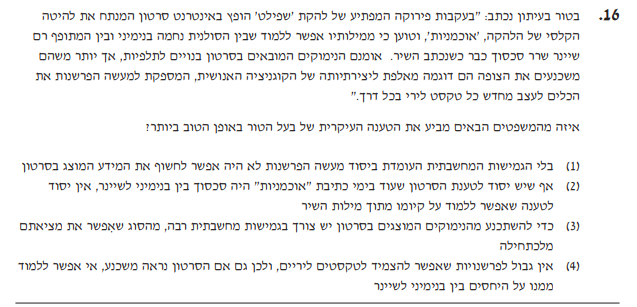 16. בטור בעיתון נכתב: "בעקבות פירוקה המפתיע של להקת 'שפילט' הופץ באינטרנט סרטון המנתח את להיטה
הקלסי של הלהקה, 'אוכמניות', וטוען כי ממילותיו אפשר ללמוד שבין הסולנית נחמה בנימיני ובין המתופף רם
שיינר שרר סכסוך כבר כשנכתב השיר. אומנם הנימוקים המובאים בסרטון בנויים לתלפיות, אך יותר משהם
משכנעים את הצופה הם דוגמה מאלפת ליצירתיותה של הקוגניציה האנושית, המספקת למעשה הפרשנות את
הכלים לעצב מחדש כל טקסט לירי בכל דרך."
איזה מהמשפטים הבאים מביע את הטענה העיקרית של בעל הטור באופן הטוב ביותר?
(1) בלי הגמישות המחשבתית העומדת ביסוד מעשה הפרשנות לא היה אפשר לחשוף את המידע המוצג בסרטון
(2) אף שיש יסוד לטענת הסרטון שעוד בימי כתיבת "אוכמניות" היה סכסוך בין בנימיני לשיינר, אין יסוד
לטענה שאפשר ללמוד על קיומו מתוך מילות השיר
(3) כדי להשתכנע מהנימוקים המוצגים בסרטון יש צורך בגמישות מחשבתית רבה, מהסוג שאִפשר את מציאתם
מלכתחילה
(4) אין גבול לפרשנויות שאפשר להצמיד לטקסטים ליריים, ולכן גם אם הסרטון נראה משכנע, אי אפשר ללמוד
ממנו על היחסים בין בנימיני לשיינר